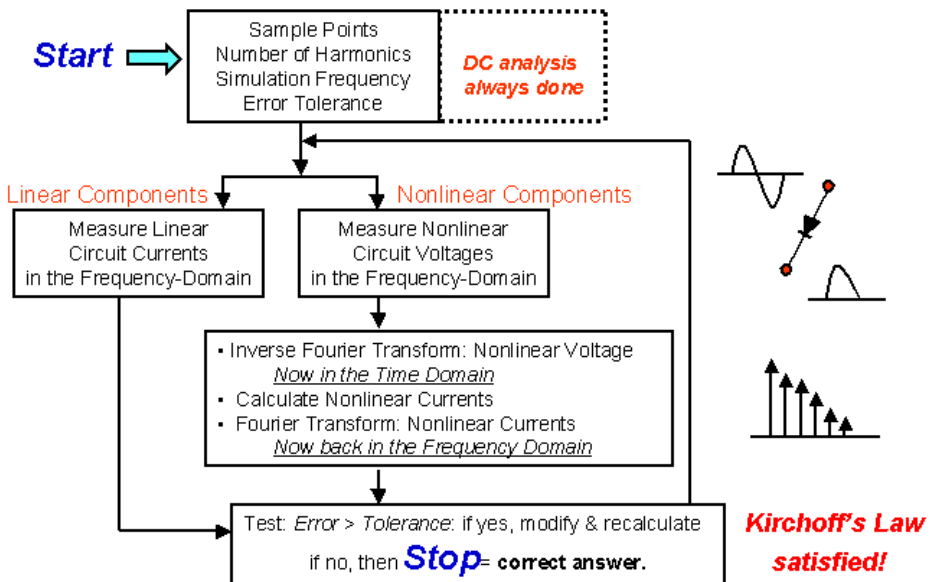 Start
Sample Points
Number of Harmonics
Simulation Frequency
Error Tolerance
DC analysis
always done
Linear Components
Nonlinear Components
Measure Linear
Circuit Currents
in the Frequency-Domain
Measure Nonlinear
Circuit Voltages
in the Frequency-Domain
• Inverse Fourier Transform: Nonlinear Voltage
Now in the Time Domain
• Calculate Nonlinear Currents
• Fourier Transform: Nonlinear Currents
Now back in the Frequency Domain
Test: Error > Tolerance: if yes, modify & recalculate
if no, then Stop= correct answer.
Kirchoff's Law
satisfied!